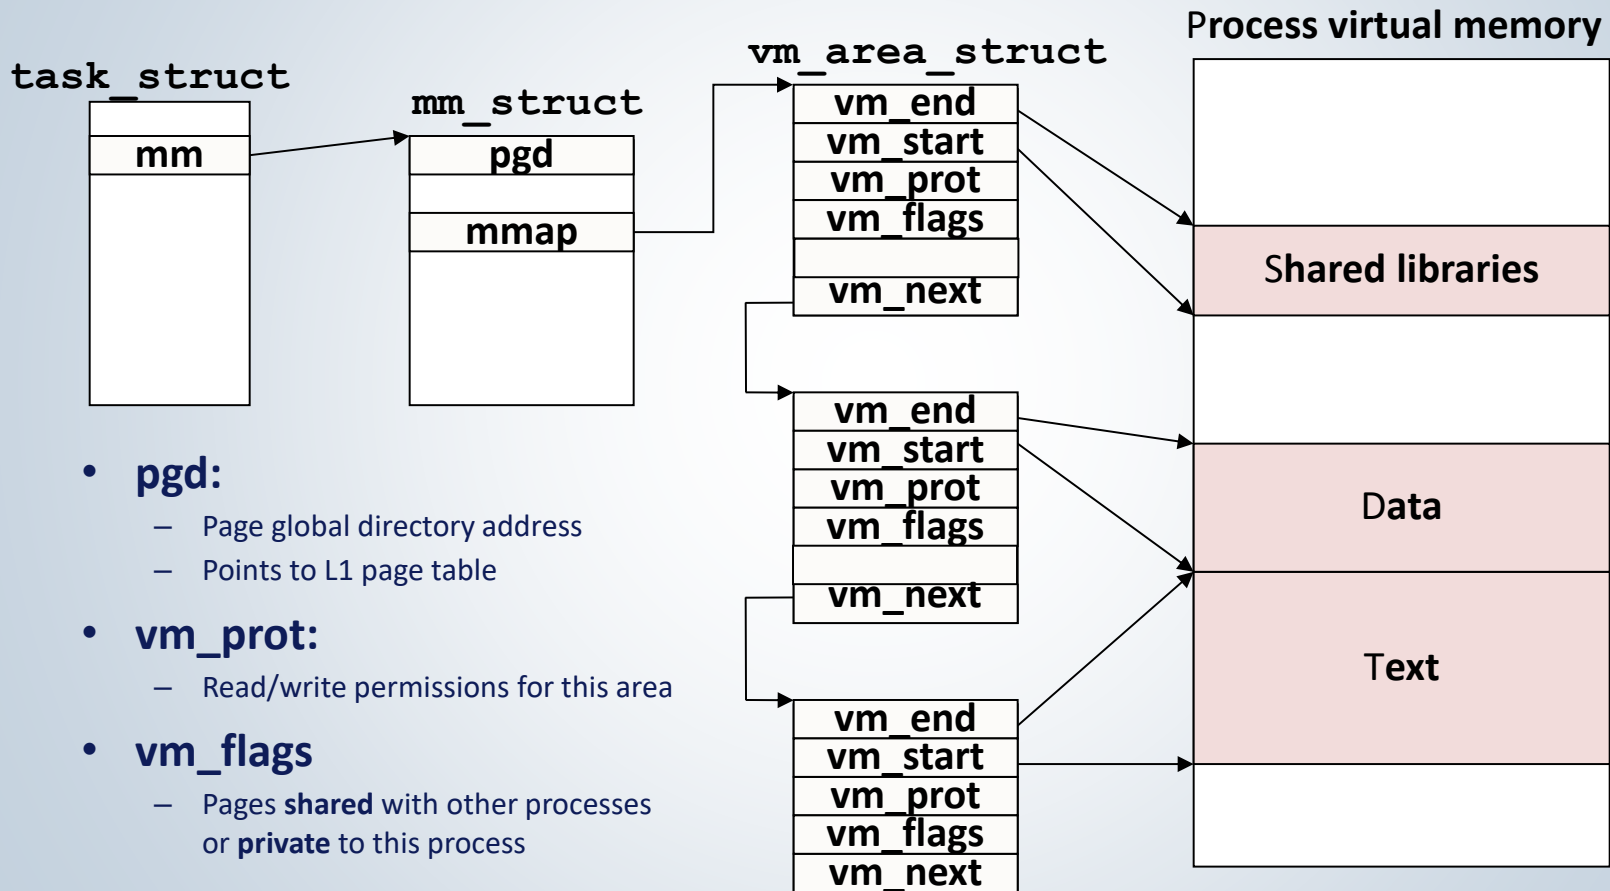 Process virtual memory
task_struct
mm
mm_struct
pgd
mmap
vm_area_struct
vm_end
vm_start
vm_prot
vm_flags
vm_next
vm_end
vm_start
vm_prot
vm_flags
vm_next
vm_end
vm_start
vm_prot
vm_flags
vm_next
Shared libraries
Data
Text
• pgd:
– Page global directory address
– Points to L1 page table
• vm_prot:
– Read/write permissions for this area
• vm_flags
– Pages shared with other processes
or private to this process